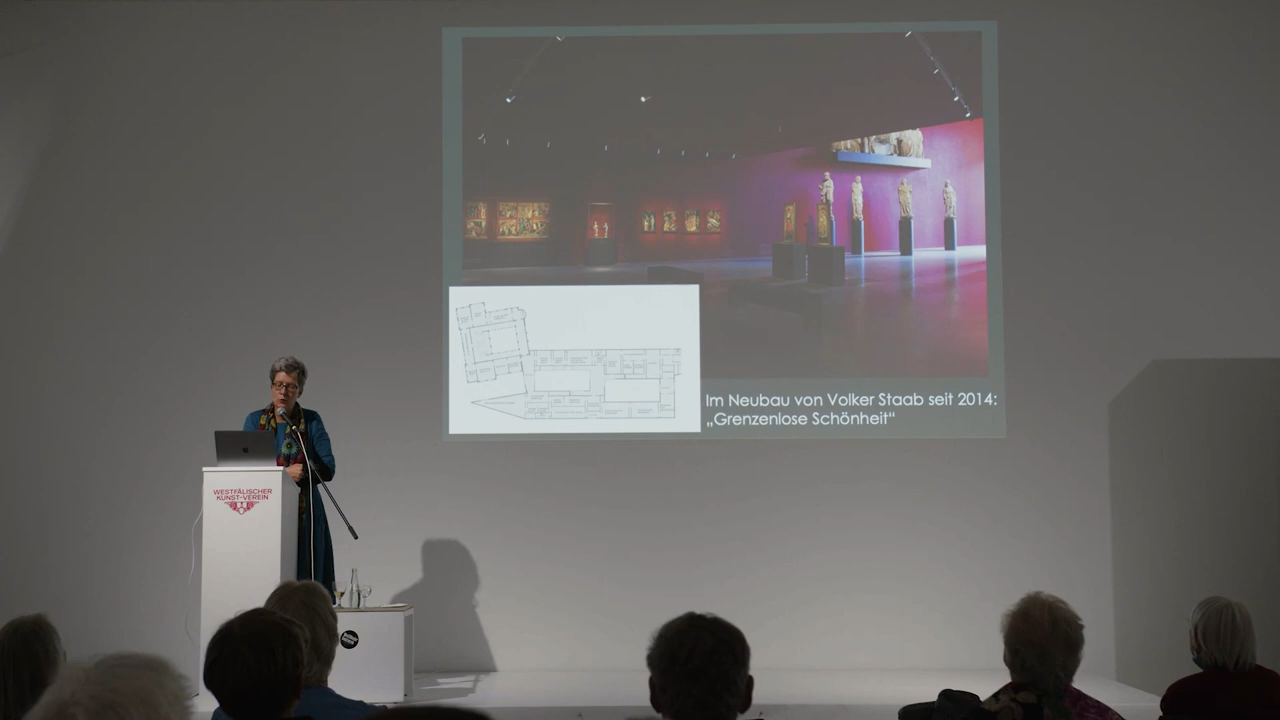 Im Neubau von Volker Staab seit 2014:
„Grenzenlose Schönheit“
WESTFÄLISCHER
KUNST-VEREIN